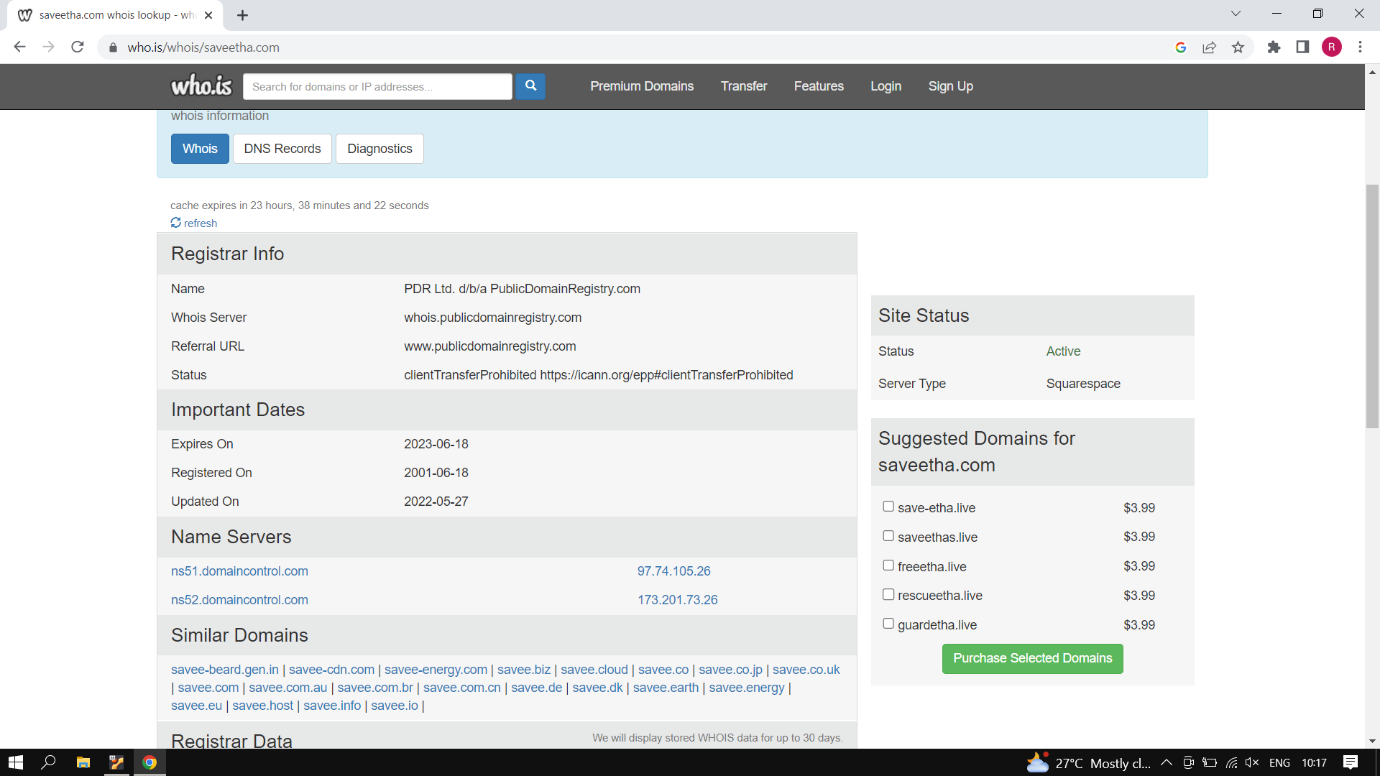 saveetha.com whois lookup - wh
who.is/whois/saveetha.com
R
who.is
Search for domains or IP addresses...
Premium Domains
Transfer
Features
Login
Sign Up
whois information
Whois
DNS Records
Diagnostics
cache expires in 23 hours, 38 minutes and 22 seconds
refresh
Registrar Info
Name PDR Ltd. d/b/a PublicDomainRegistry.com
Whois Server whois.publicdomainregistry.com
Referral URL www.publicdomainregistry.com
Status clientTransferProhibited https://icann.org/epp#clientTransferProhibited
Important Dates
Expires On 2023-06-18
Registered On 2001-06-18
Updated On 2022-05-27
Name Servers
ns51.domaincontrol.com 97.74.105.26
ns52.domaincontrol.com 173.201.73.26
Similar Domains
savee-beard.gen.in | savee-cdn.com | savee-energy.com | savee.biz | savee.cloud | savee.co | savee.co.jp | savee.co.uk
| savee.com | savee.com.au | savee.com.br | savee.com.cn | savee.de | savee.dk | savee.earth | savee.energy |
savee.eu | savee.host | savee.info | savee.io |
Registrar Data
We will display stored WHOIS data for up to 30 days.
Site Status
Status Active
Server Type Squarespace
Suggested Domains for
saveetha.com
save-etha.live $3.99
saveethas.live $3.99
freeetha.live $3.99
rescueetha.live $3.99
guardetha.live $3.99
Purchase Selected Domains
27°C Mostly cl... ENG 10:17